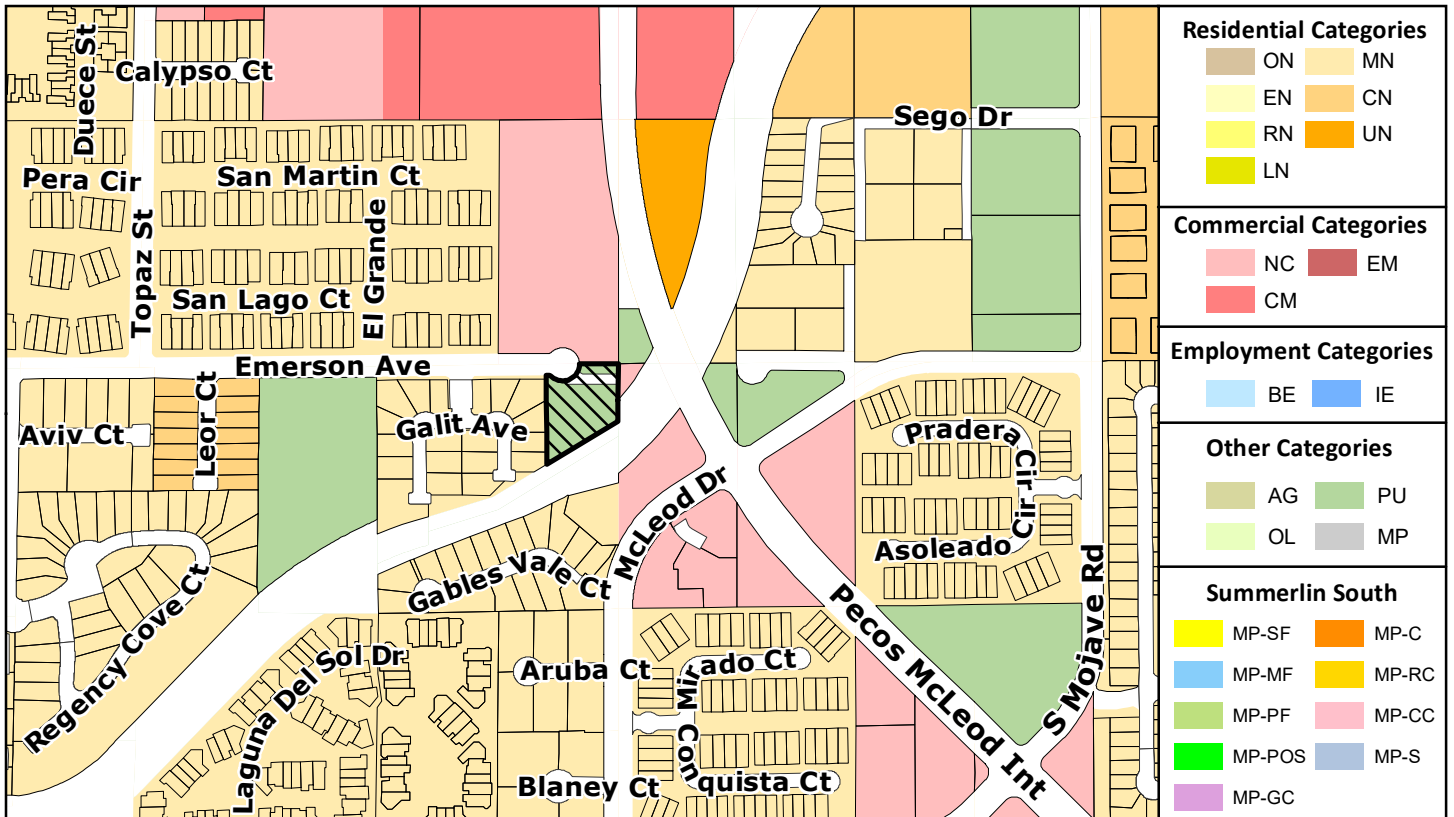 Duece St
Calypso Ct
Sego Dr
Pera Cir
San Martin Ct
Topaz St
El Grande
San Lago Ct
Emerson Ave
Leor Ct
Aviv Ct
Galit Ave
Pradera
Cir
Cir
McLeod Dr
Asoleado
Gables Vale Ct
Regency Cove Ct
Pecos McLeod Int
S Mojave Rd
Laguna Del Sol Dr
Aruba Ct
Mirado Ct
Conquista Ct
Blaney Ct
Residential Categories
ON MN
EN CN
RN UN
LN
Commercial Categories
NC EM
CM
Employment Categories
BE IE
Other Categories
AG PU
OL MP
Summerlin South
MP-SF MP-C
MP-MF MP-RC
MP-PF MP-CC
MP-POS MP-S
MP-GC